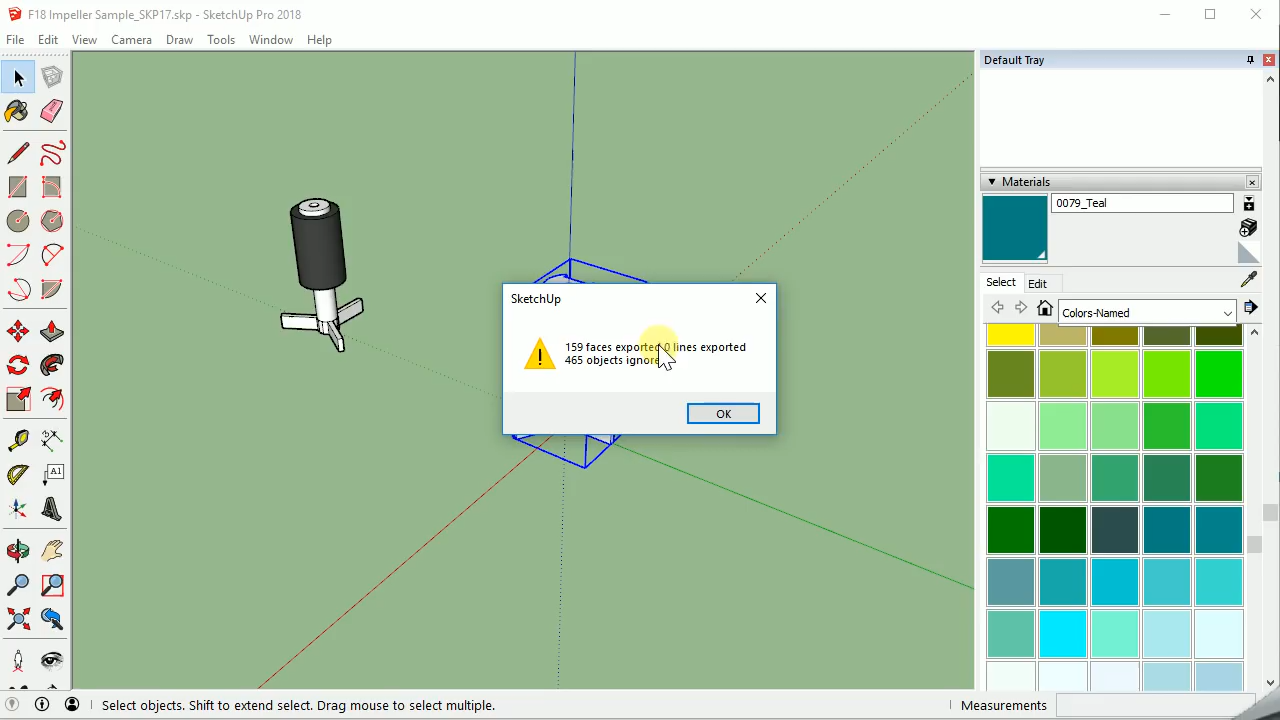 F18 Impeller Sample_SKP17.skp - SketchUp Pro 2018
File Edit View Camera Draw Tools Window Help
Default Tray
Materials
0079_Teal
Select Edit
Colors-Named
SketchUp
159 faces exported 0 lines exported
465 objects ignore
OK
A1
Select objects. Shift to extend select. Drag mouse to select multiple.
Measurements